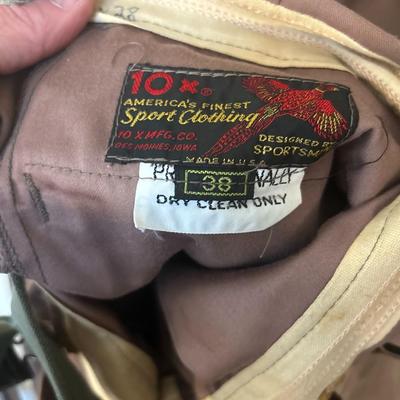 38
10X®
AMERICA'S FINEST
Sport Clothing
10 X MFG. CO.
DES MOINES, IOWA
DESIGNED BY
SPORTSMEN
MADE IN U.S.A.
38
DRY CLEAN ONLY